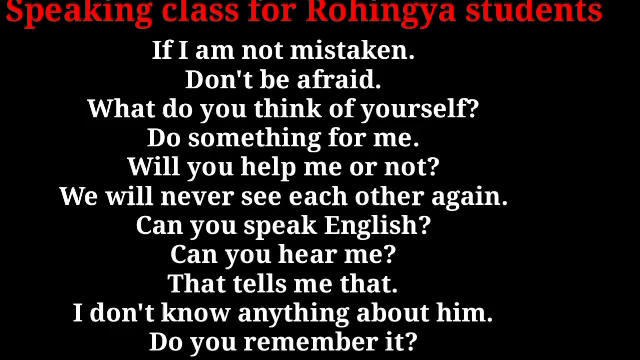 Speaking class for Rohingya students
If I am not mistaken.
Don't be afraid.
What do you think of yourself?
Do something for me.
Will you help me or not?
We will never see each other again.
Can you speak English?
Can you hear me?
That tells me that.
I don't know anything about him.
Do you remember it?